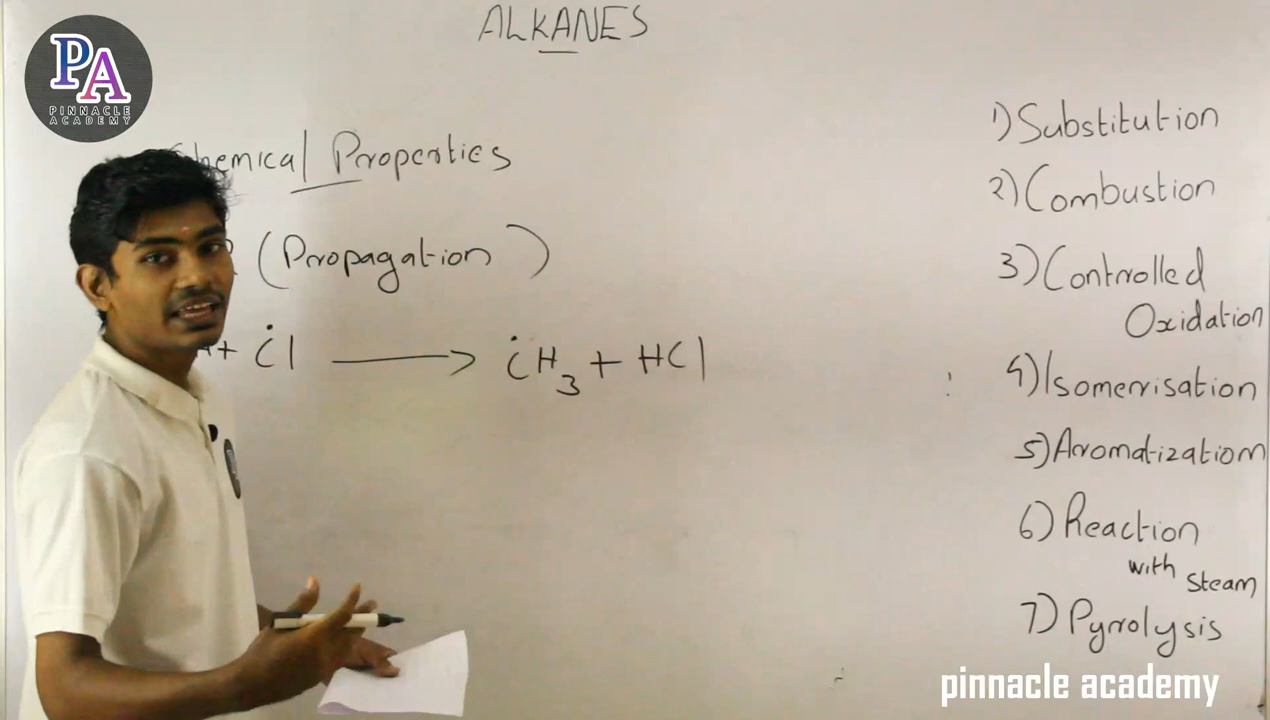 ALKANES
PA
PINNACLE
ACADEMY
Chemical Properties
(Propagation)
+ Ċl ⟶ ĊH₃ + HCl
1) Substitution
2) Combustion
3) Controlled
Oxidation
4) Isomerisation
5) Aromatization
6) Reaction
with Steam
7) Pyrolysis
pinnacle academy